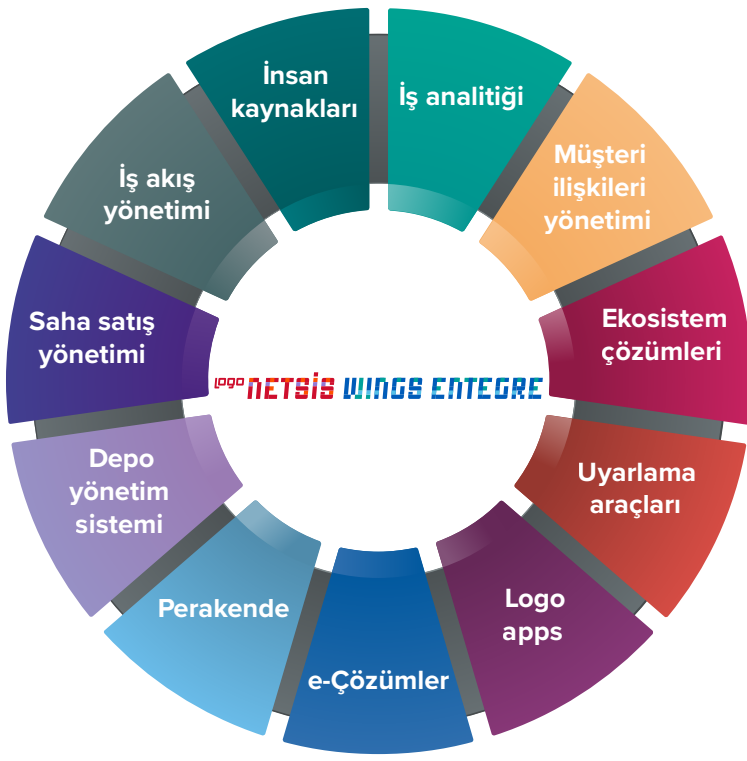 İnsan
kaynakları
İş analitiği
Müşteri
ilişkileri
yönetimi
Ekosistem
çözümleri
Uyarlama
araçları
Logo
apps
e-Çözümler
Perakende
Depo
yönetim
sistemi
Saha satış
yönetimi
İş akış
yönetimi
LOGO NETSİS WINGS ENTEGRE